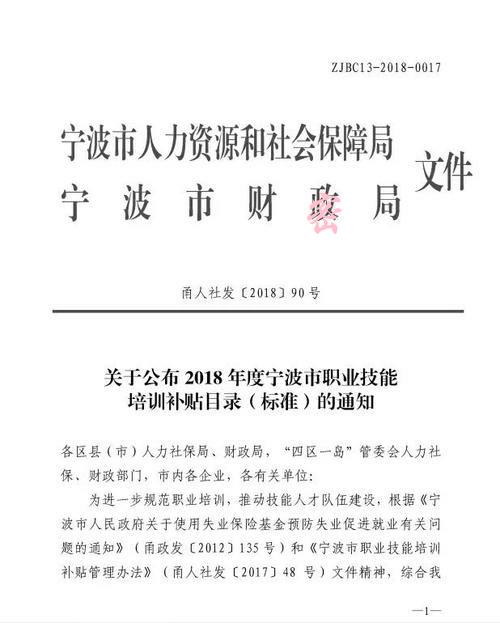 ZJBC13-2018-0017
宁波市人力资源和社会保障局
宁波市财政局
文件
密
甬人社发〔2018〕90号
关于公布 2018 年度宁波市职业技能
培训补贴目录（标准）的通知
各区县（市）人力社保局、财政局，“四区一岛”管委会人力社
保、财政部门，市内各企业，各有关单位：
为进一步规范职业培训，推动技能人才队伍建设，根据《宁
波市人民政府关于使用失业保险基金预防失业促进就业有关问
题的通知》（甬政发〔2012〕135号）和《宁波市职业技能培训
补贴管理办法》（甬人社发〔2017〕48 号）文件精神，综合我
—1—